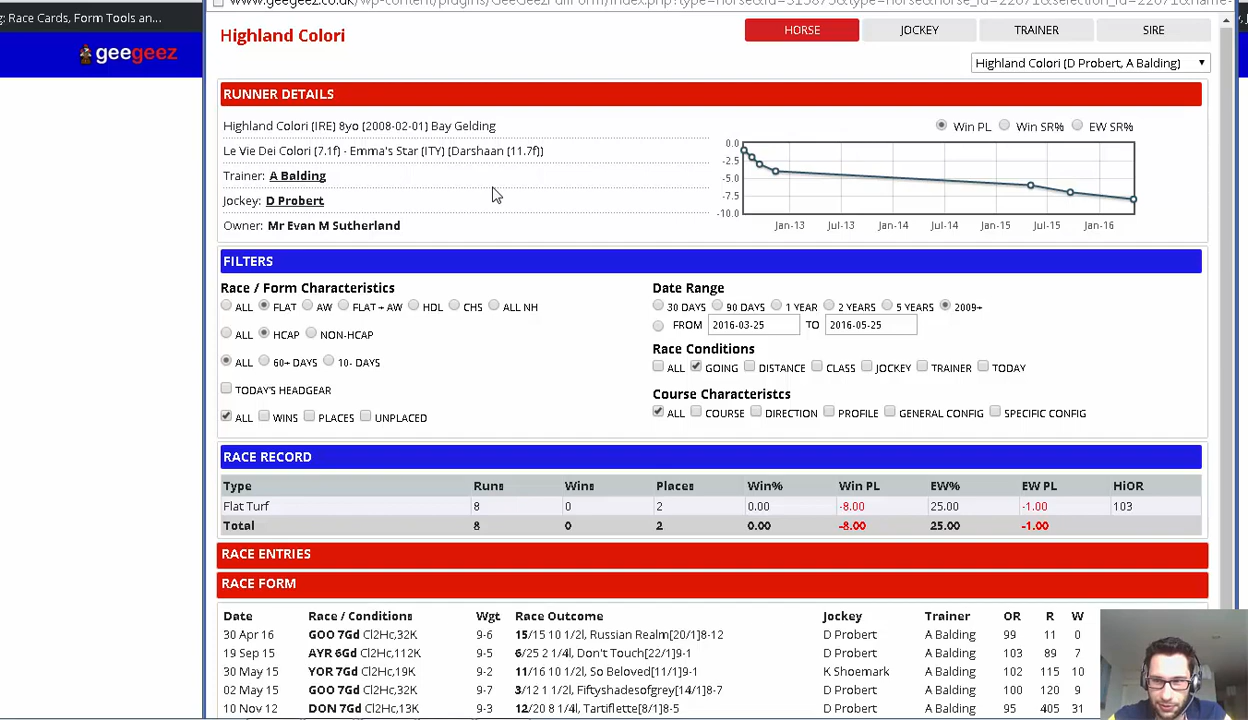 g: Race Cards, Form Tools an...
geegeez
Highland Colori
HORSE JOCKEY TRAINER SIRE
Highland Colori (D Probert, A Balding)
RUNNER DETAILS
Highland Colori (IRE) 8yo [2008-02-01] Bay Gelding
Le Vie Dei Colori (7.1f) - Emma's Star (ITY) (Darshaan [11.7f])
Trainer: A Balding
Jockey: D Probert
Owner: Mr Evan M Sutherland
Win PL Win SR% EW SR%
0.0
-2.5
-5.0
-7.5
-10.0
Jan-13 Jul-13 Jan-14 Jul-14 Jan-15 Jul-15 Jan-16
FILTERS
Race / Form Characteristics
ALL FLAT AW FLAT + AW HDL CHS ALL NH
ALL HCAP NON-HCAP
ALL 60+ DAYS 10- DAYS
TODAY'S HEADGEAR
ALL WINS PLACES UNPLACED
Date Range
30 DAYS 90 DAYS 1 YEAR 2 YEARS 5 YEARS 2009+
FROM 2016-03-25 TO 2016-05-25
Race Conditions
ALL GOING DISTANCE CLASS JOCKEY TRAINER TODAY
Course Characteristcs
ALL COURSE DIRECTION PROFILE GENERAL CONFIG SPECIFIC CONFIG
RACE RECORD
Type Runs Wins Places Win% Win PL EW% EW PL HiOR
Flat Turf 8 0 2 0.00 -8.00 25.00 -1.00 103
Total 8 0 2 0.00 -8.00 25.00 -1.00
RACE ENTRIES
RACE FORM
Date Race / Conditions Wgt Race Outcome Jockey Trainer OR R W
30 Apr 16 GOO 7Gd Cl2Hc,32K 9-6 15/15 10 1/2l, Russian Realm[20/1]8-12 D Probert A Balding 99 11 0
19 Sep 15 AYR 6Gd Cl2Hc,112K 9-5 6/25 2 1/4l, Don't Touch[22/1]9-1 D Probert A Balding 103 89 7
30 May 15 YOR 7Gd Cl2Hc,19K 9-2 11/16 10 1/2l, So Beloved[11/1]9-1 K Shoemark A Balding 102 115 10
02 May 15 GOO 7Gd Cl2Hc,32K 9-7 3/12 1 1/2l, Fiftyshadesofgrey[14/1]8-7 D Probert A Balding 100 120 9
10 Nov 12 DON 7Gd Cl2Hc,13K 9-3 12/20 8 1/4l, Tartiflette[8/1]8-5 D Probert A Balding 95 405 31